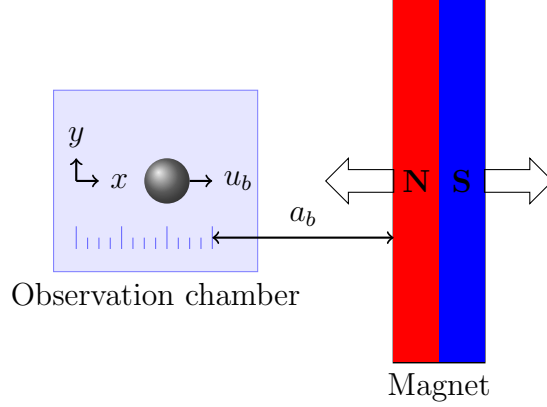 y
x
u_b
N
S
a_b
Observation chamber
Magnet